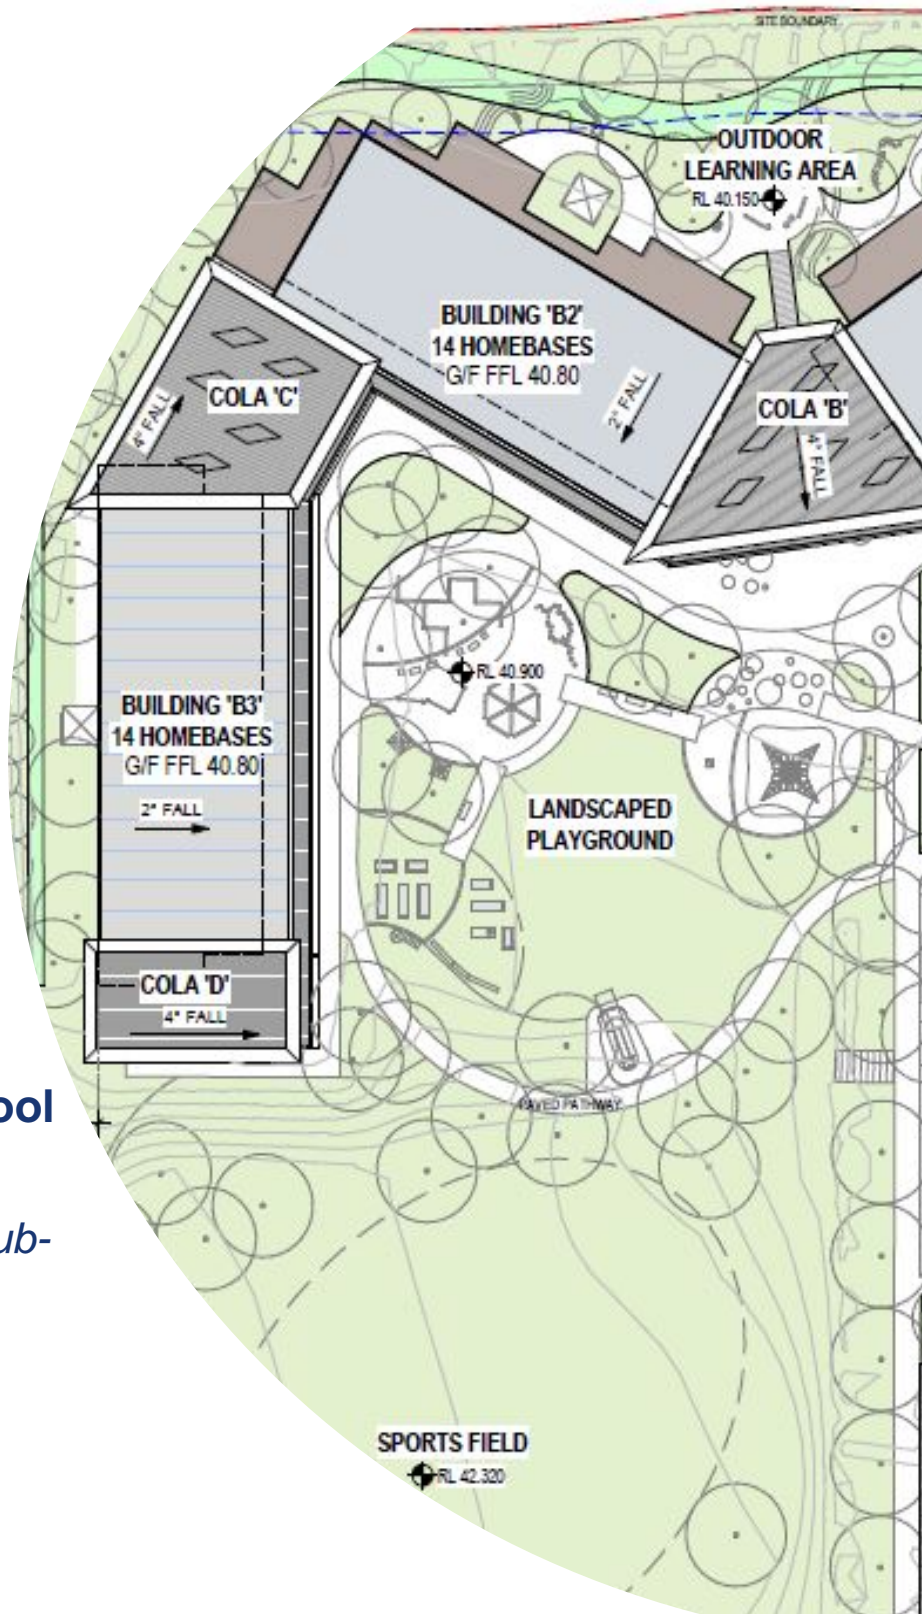 SITE BOUNDARY
OUTDOOR
LEARNING AREA
RL 40.150
BUILDING 'B2'
14 HOMEBASES
G/F FFL 40.80
2° FALL
COLA 'C'
4° FALL
COLA 'B'
4° FALL
RL 40.900
BUILDING 'B3'
14 HOMEBASES
G/F FFL 40.80
2° FALL
LANDSCAPED
PLAYGROUND
COLA 'D'
4° FALL
PAVED PATHWAY
ool
ub-
SPORTS FIELD
RL 42.320